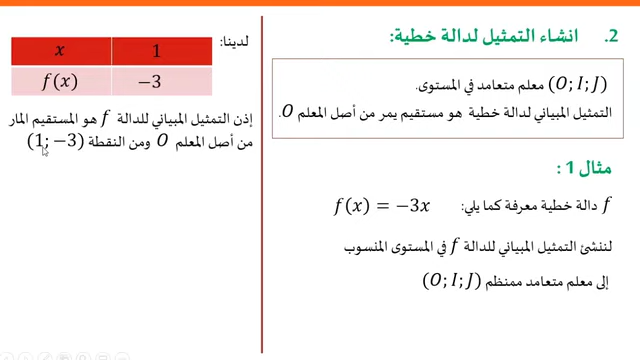 2. انشاء التمثيل لدالة خطية:
(O; I; J) معلم متعامد في المستوى.
التمثيل المبياني لدالة خطية هو مستقيم يمر من أصل المعلم O.
مثال 1 :
f دالة خطية معرفة كما يلي: f(x) = −3x
لننشئ التمثيل المبياني للدالة f في المستوى المنسوب
إلى معلم متعامد ممنظم (O; I; J)
لدينا:
x 1
f(x) −3
إذن التمثيل المبياني للدالة f هو المستقيم المار
من أصل المعلم O ومن النقطة (1; −3)